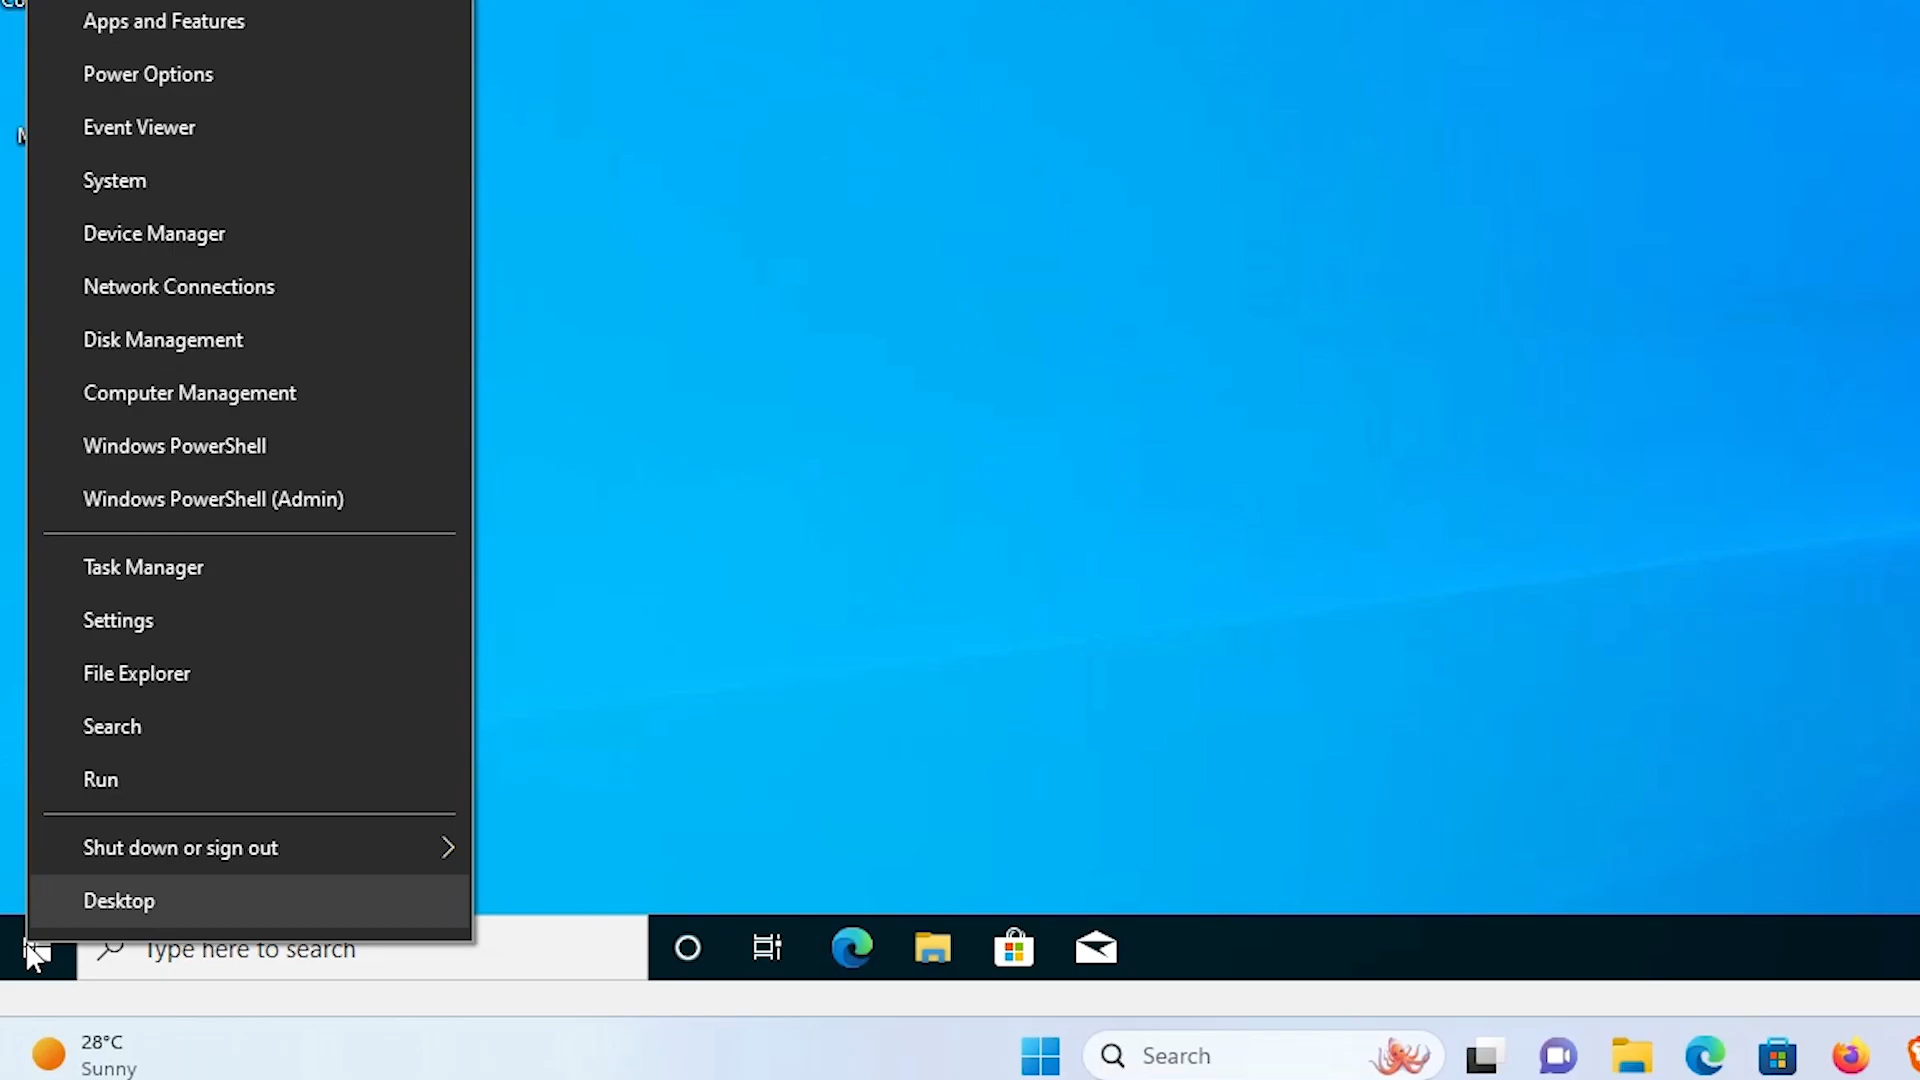 Apps and Features
Power Options
Event Viewer
System
Device Manager
Network Connections
Disk Management
Computer Management
Windows PowerShell
Windows PowerShell (Admin)
Task Manager
Settings
File Explorer
Search
Run
Shut down or sign out
Desktop
Type here to search
28°C
Sunny
Search